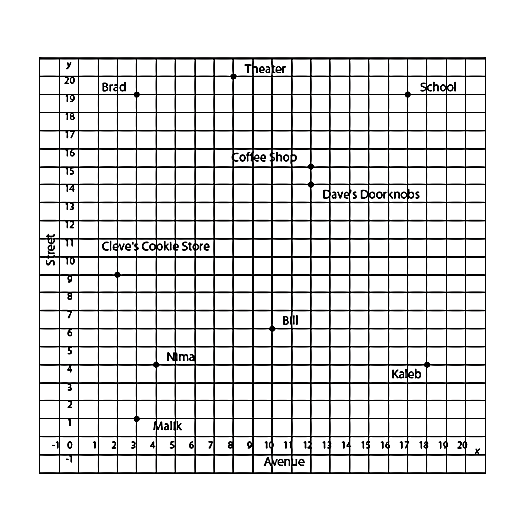 y
20
Theater
Brad
School
19
18
17
16
Coffee Shop
15
14
Dave's Doorknobs
13
12
11
Cleve's Cookie Store
Street
10
9
8
7
Bill
6
5
Nima
4
Kaleb
3
2
1
Malik
-1 0 1 2 3 4 5 6 7 8 9 10 11 12 13 14 15 16 17 18 19 20 x
-1
Avenue